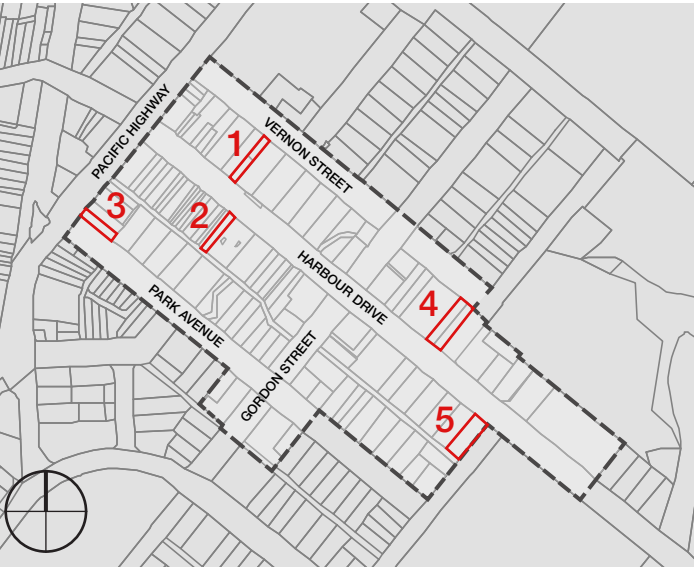 PACIFIC HIGHWAY
VERNON STREET
1
3
2
HARBOUR DRIVE
4
PARK AVENUE
GORDON STREET
5